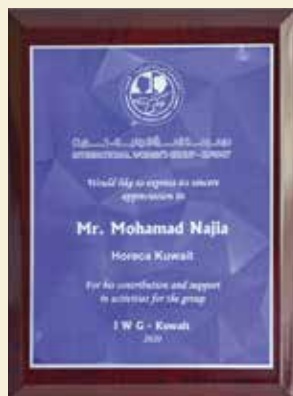 INTERNATIONAL WOMEN'S GROUP - KUWAIT
Would like to express its sincere
appreciation to
Mr. Mohamad Najia
Horeca Kuwait
For his contribution and support
in activities for the group
I W G - Kuwait
2020